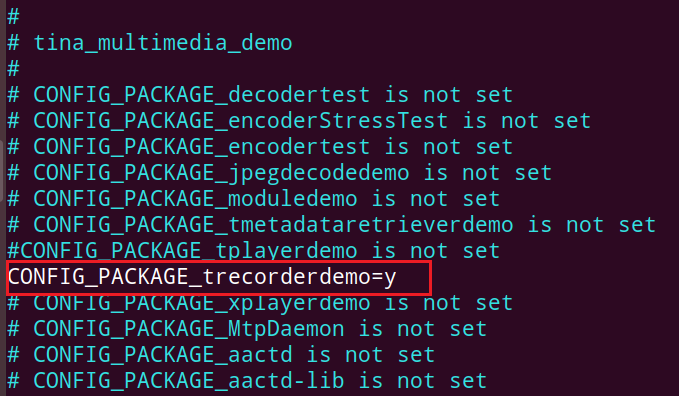 #
# tina_multimedia_demo
#
# CONFIG_PACKAGE_decodertest is not set
# CONFIG_PACKAGE_encoderStressTest is not set
# CONFIG_PACKAGE_encodertest is not set
# CONFIG_PACKAGE_jpegdecodedemo is not set
# CONFIG_PACKAGE_moduledemo is not set
# CONFIG_PACKAGE_tmetadataretrieverdemo is not set
#CONFIG_PACKAGE_tplayerdemo is not set
CONFIG_PACKAGE_trecorderdemo=y
# CONFIG_PACKAGE_xplayerdemo is not set
# CONFIG_PACKAGE_MtpDaemon is not set
# CONFIG_PACKAGE_aactd is not set
# CONFIG_PACKAGE_aactd-lib is not set